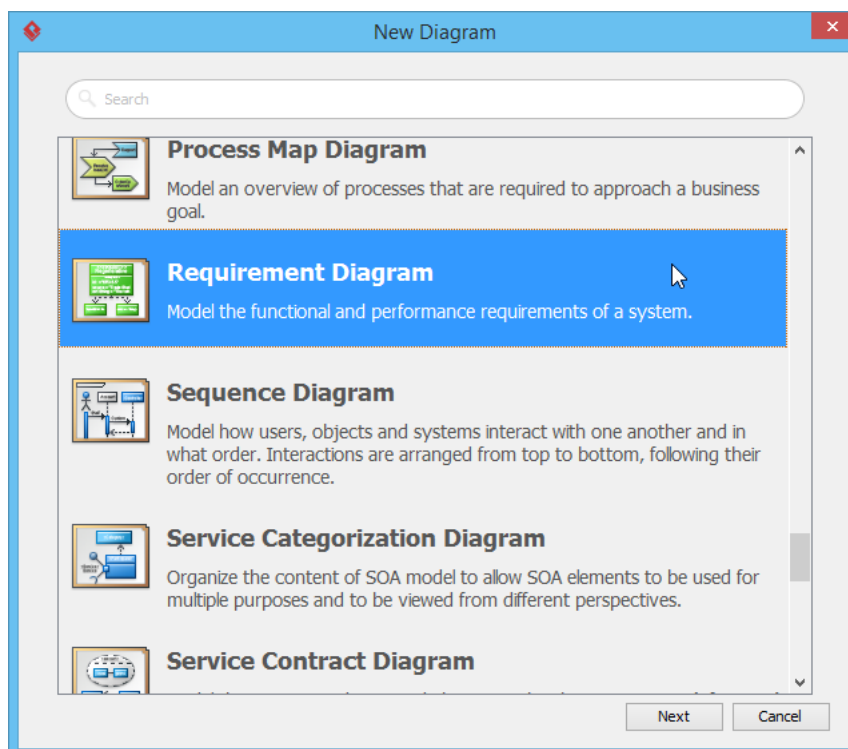 New Diagram
Search
Process Map Diagram
Model an overview of processes that are required to approach a business
goal.
Requirement Diagram
Model the functional and performance requirements of a system.
Sequence Diagram
Model how users, objects and systems interact with one another and in
what order. Interactions are arranged from top to bottom, following their
order of occurrence.
Service Categorization Diagram
Organize the content of SOA model to allow SOA elements to be used for
multiple purposes and to be viewed from different perspectives.
Service Contract Diagram
Next
Cancel